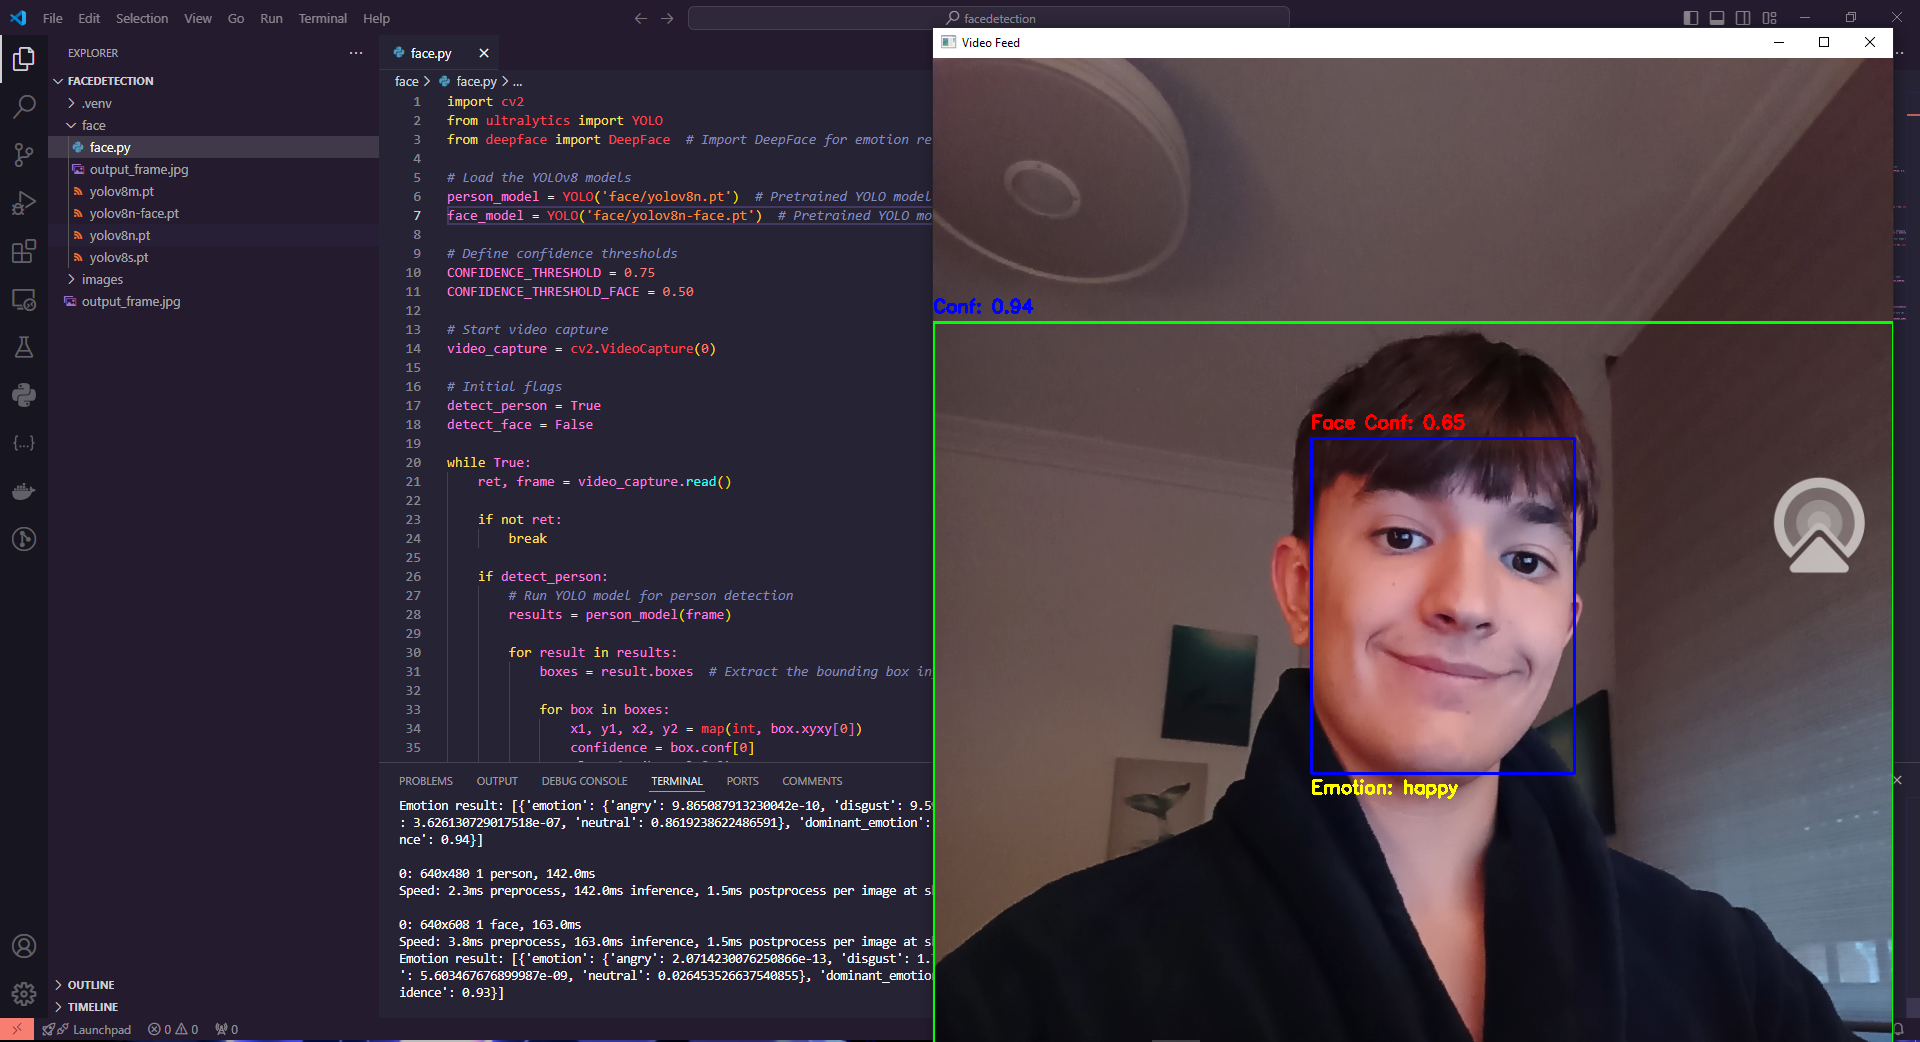 File Edit Selection View Go Run Terminal Help
facedetection
EXPLORER
FACEDETECTION
.venv
face
face.py
output_frame.jpg
yolov8m.pt
yolov8n-face.pt
yolov8n.pt
yolov8s.pt
images
output_frame.jpg
OUTLINE
TIMELINE
face.py
face > face.py > ...
1 import cv2
2 from ultralytics import YOLO
3 from deepface import DeepFace # Import DeepFace for emotion re
4
5 # Load the YOLOv8 models
6 person_model = YOLO('face/yolov8n.pt') # Pretrained YOLO model
7 face_model = YOLO('face/yolov8n-face.pt') # Pretrained YOLO mo
8
9 # Define confidence thresholds
10 CONFIDENCE_THRESHOLD = 0.75
11 CONFIDENCE_THRESHOLD_FACE = 0.50
12
13 # Start video capture
14 video_capture = cv2.VideoCapture(0)
15
16 # Initial flags
17 detect_person = True
18 detect_face = False
19
20 while True:
21 ret, frame = video_capture.read()
22
23 if not ret:
24 break
25
26 if detect_person:
27 # Run YOLO model for person detection
28 results = person_model(frame)
29
30 for result in results:
31 boxes = result.boxes # Extract the bounding box in
32
33 for box in boxes:
34 x1, y1, x2, y2 = map(int, box.xyxy[0])
35 confidence = box.conf[0]
PROBLEMS OUTPUT DEBUG CONSOLE TERMINAL PORTS COMMENTS
Emotion result: [{'emotion': {'angry': 9.865087913230042e-10, 'disgust': 9.5
: 3.626130729017518e-07, 'neutral': 0.8619238622486591}, 'dominant_emotion':
nce': 0.94}]
0: 640x480 1 person, 142.0ms
Speed: 2.3ms preprocess, 142.0ms inference, 1.5ms postprocess per image at s
0: 640x608 1 face, 163.0ms
Speed: 3.8ms preprocess, 163.0ms inference, 1.5ms postprocess per image at s
Emotion result: [{'emotion': {'angry': 2.0714230076250866e-13, 'disgust': 1.
': 5.603467676899987e-09, 'neutral': 0.026453526637540855}, 'dominant_emotio
idence': 0.93}]
Launchpad 0 0 0
Video Feed
Conf: 0.94
Face Conf: 0.65
Emotion: happy